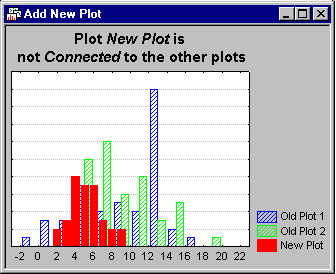 Add New Plot
Plot New Plot is
not Connected to the other plots
Old Plot 1
Old Plot 2
New Plot
-2 0 2 4 6 8 10 12 14 16 18 20 22